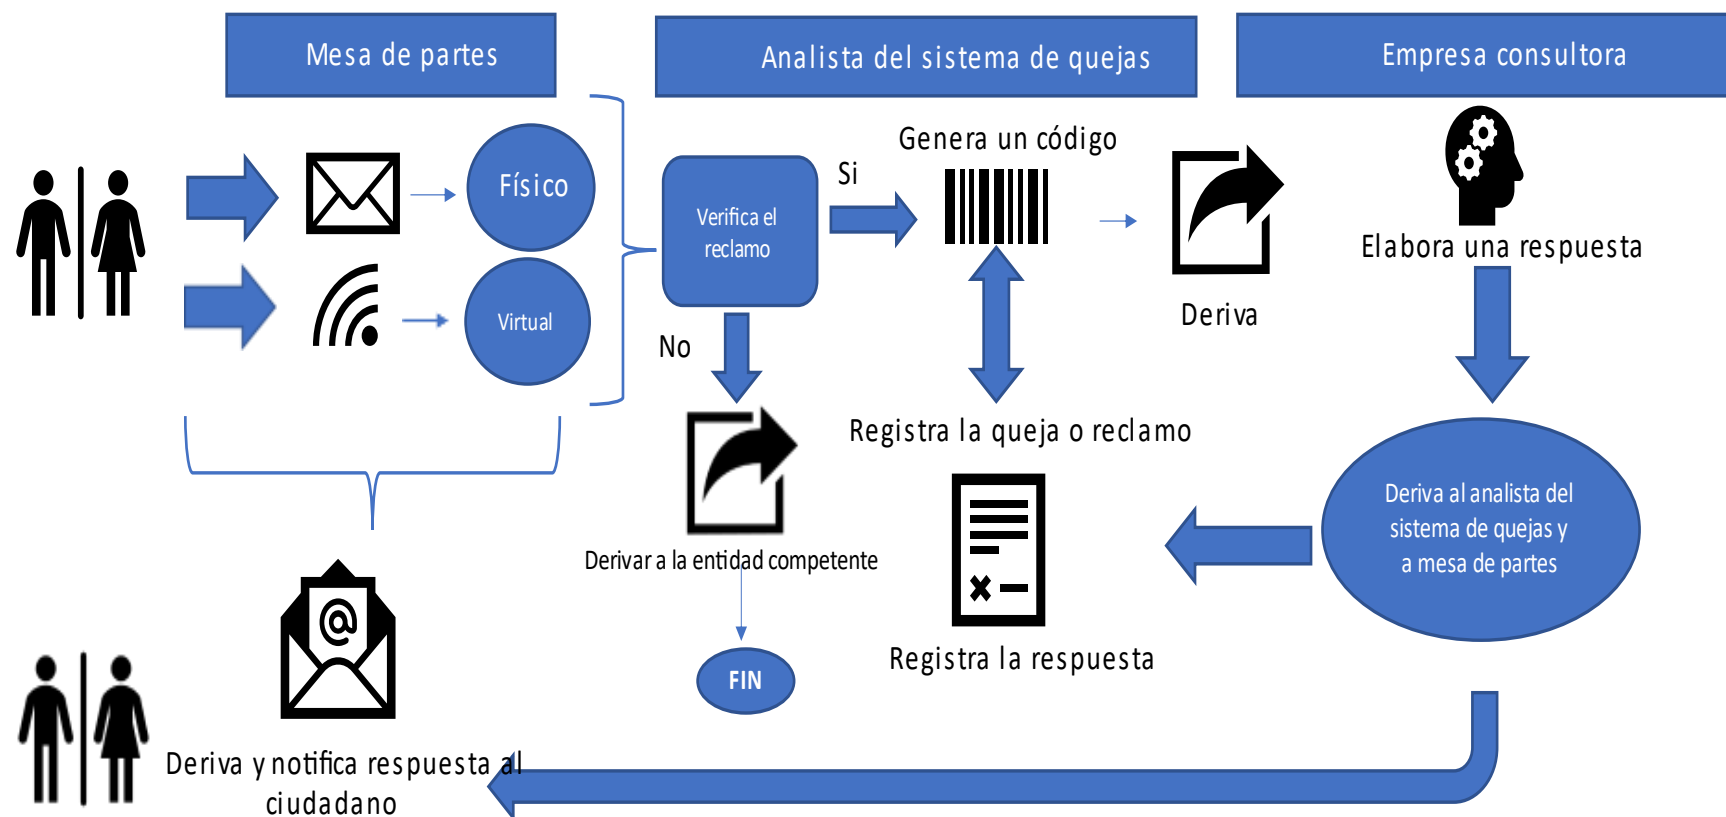 Mesa de partes
Analista del sistema de quejas
Empresa consultora
Físico
Virtual
Verifica el
reclamo
Si
No
Genera un código
Deriva
Elabora una respuesta
Registra la queja o reclamo
Derivar a la entidad competente
FIN
Registra la respuesta
Deriva al analista del
sistema de quejas y
a mesa de partes
Deriva y notifica respuesta al
ciudadano